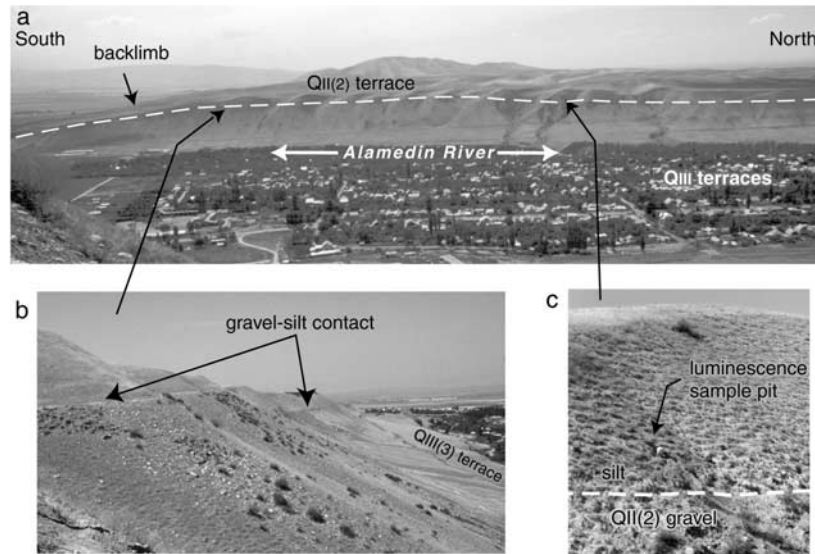 a
South
North
backlimb
QII(2) terrace
Alamedin River
QIII terraces
b
gravel-silt contact
QIII(3) terrace
c
luminescence
sample pit
silt
QII(2) gravel